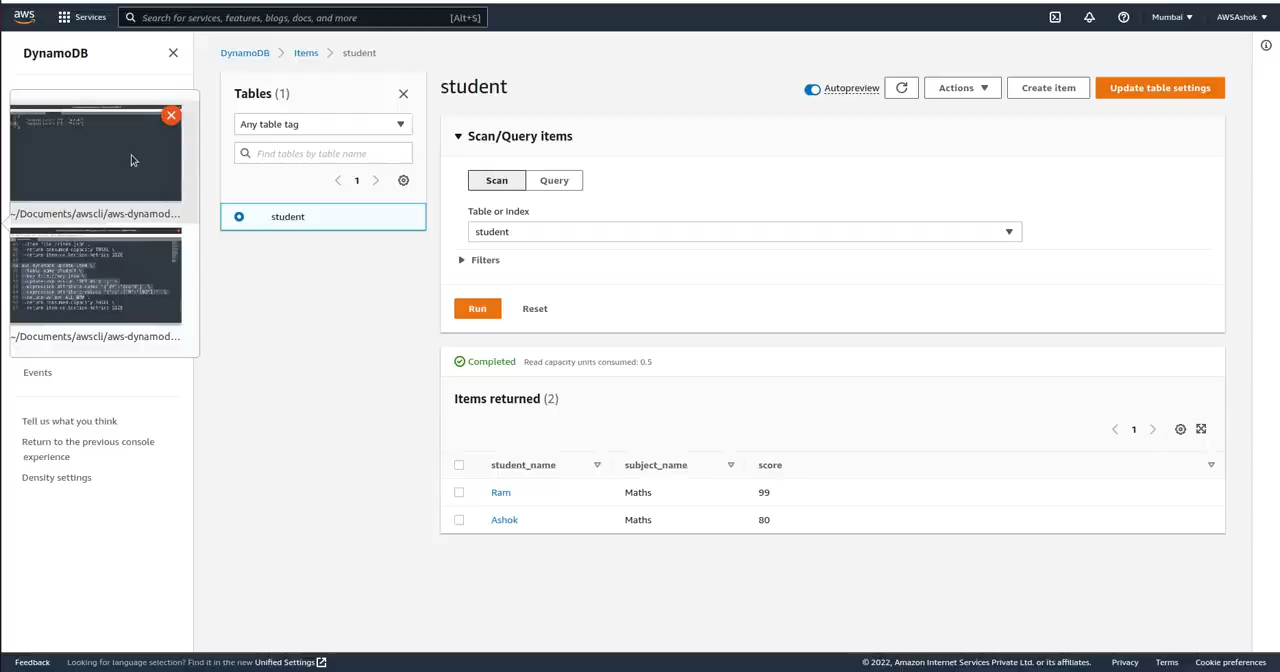 aws
Services
Search for services, features, blogs, docs, and more
[Alt+S]
Mumbai
AWSAshok
DynamoDB
~/Documents/awscli/aws-dynamod...
~/Documents/awscli/aws-dynamod...
Events
Tell us what you think
Return to the previous console
experience
Density settings
DynamoDB
Items
student
Tables (1)
Any table tag
Find tables by table name
1
student
student
Autopreview
Actions
Create item
Update table settings
Scan/Query items
Scan
Query
Table or index
student
Filters
Run
Reset
Completed
Read capacity units consumed: 0.5
Items returned (2)
1
student_name subject_name score
Ram Maths 99
Ashok Maths 80
Feedback
Looking for language selection? Find it in the new Unified Settings
© 2022, Amazon Internet Services Private Ltd. or its affiliates.
Privacy
Terms
Cookie preferences